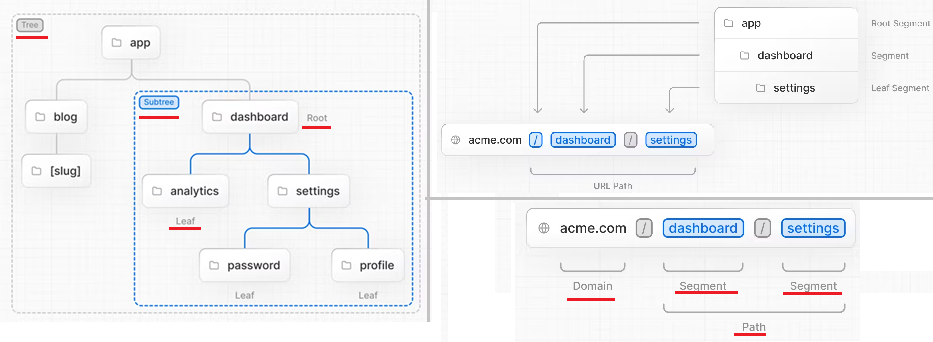 Tree
app
blog
[slug]
Subtree
dashboard
Root
analytics
settings
Leaf
password
profile
Leaf
Leaf
app
Root Segment
dashboard
Segment
settings
Leaf Segment
acme.com / dashboard / settings
URL Path
acme.com / dashboard / settings
Domain
Segment
Segment
Path